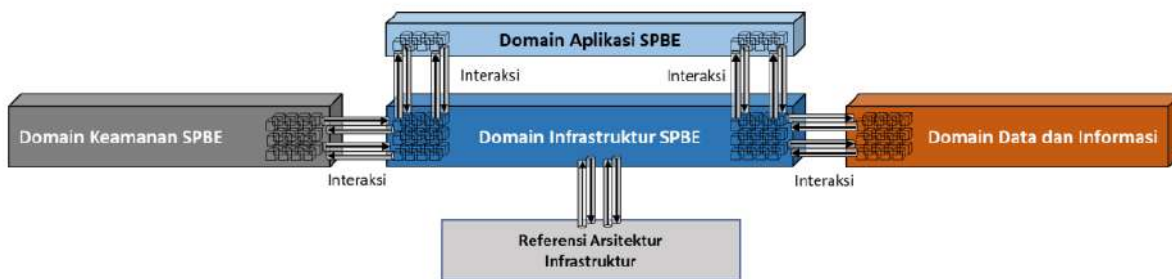 Domain Aplikasi SPBE
Interaksi
Interaksi
Domain Keamanan SPBE
Domain Infrastruktur SPBE
Domain Data dan Informasi
Interaksi
Interaksi
Referensi Arsitektur
Infrastruktur